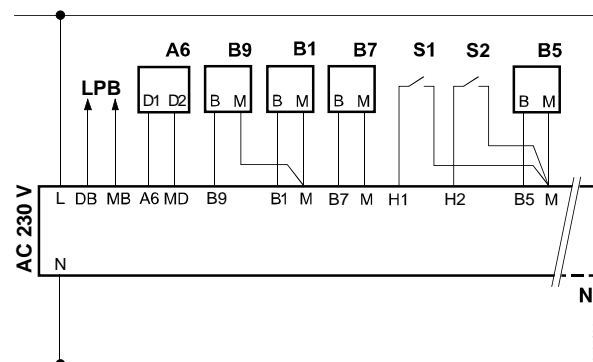 A6 B9 B1 B7 S1 S2 B5
LPB
D1 D2 B M B M B M B M
L DB MB A6 MD B9 B1 M B7 M H1 H2 B5 M
AC 230 V
N
N